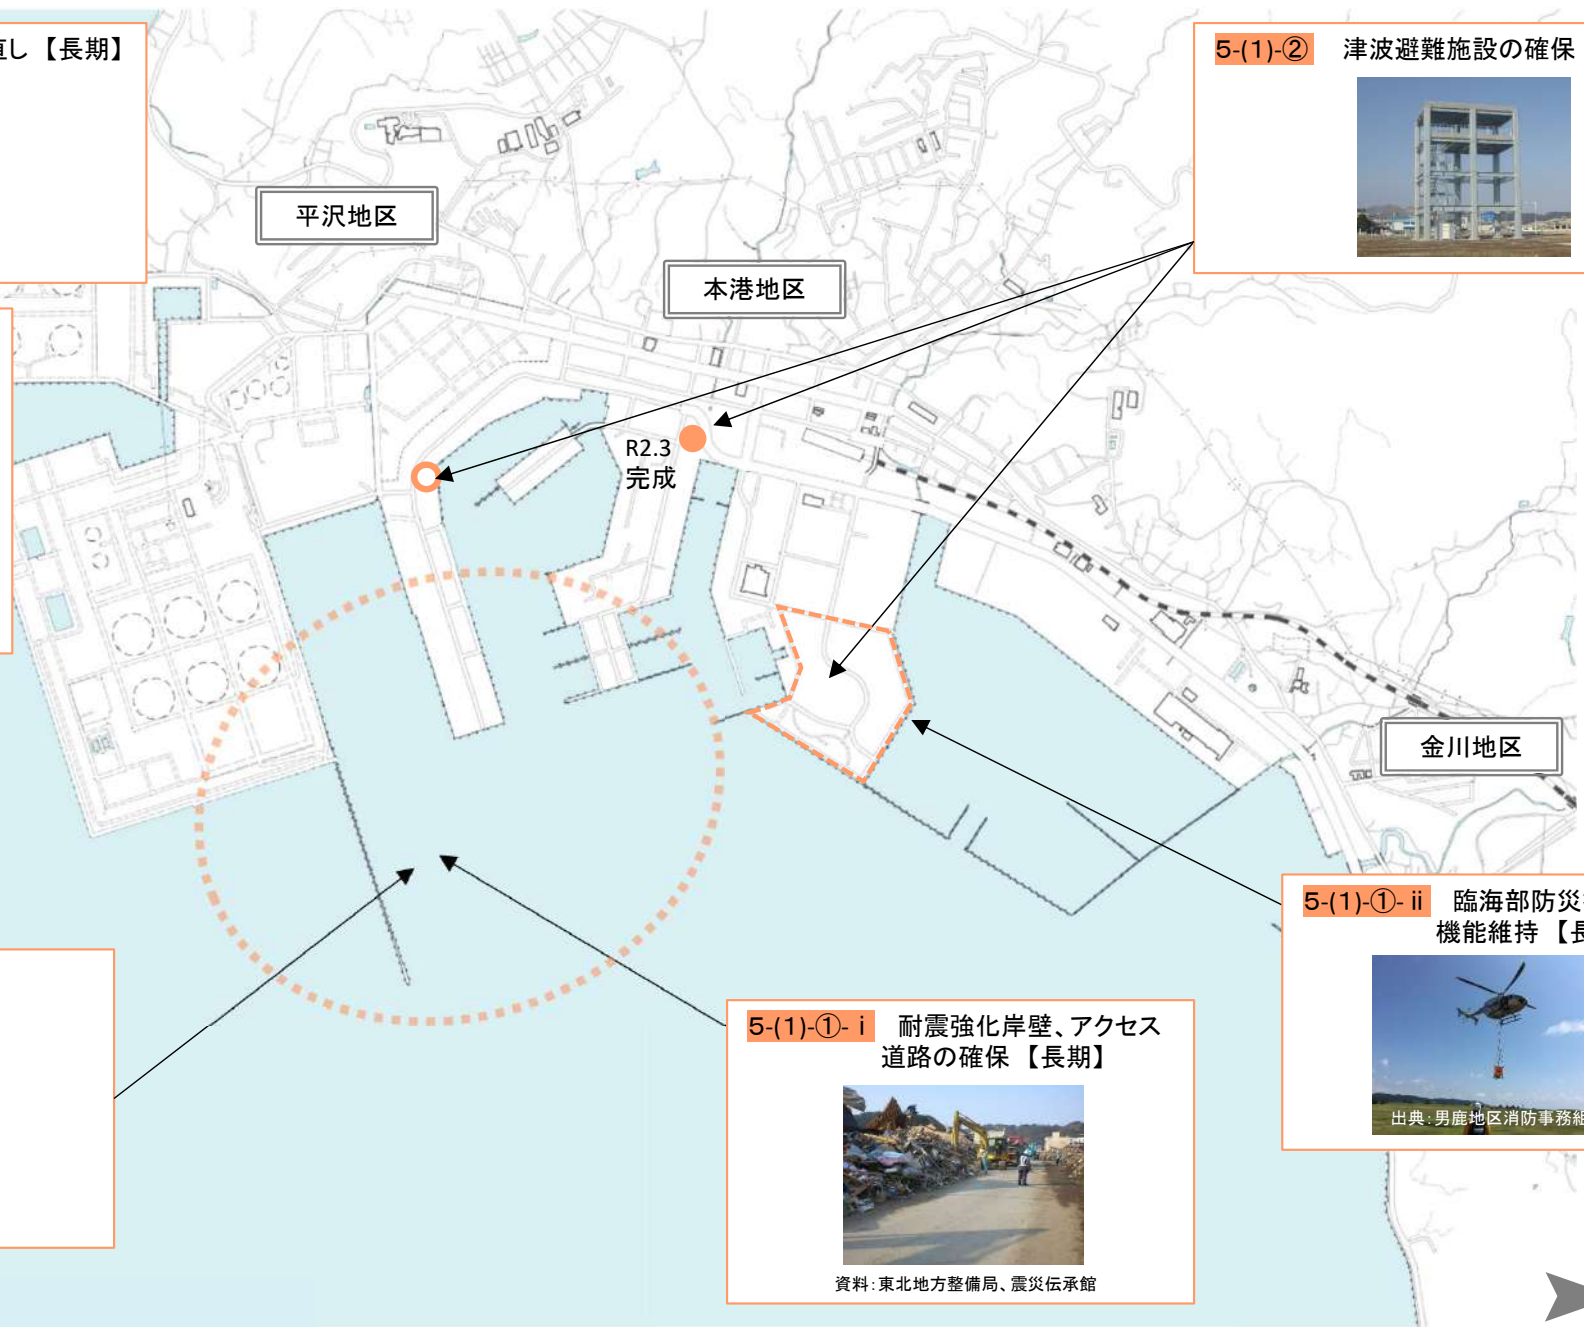 し 【長期】
5-(1)-② 津波避難施設の確保
平沢地区
本港地区
R2.3
完成
金川地区
5-(1)-①-ⅱ 臨海部防災
機能維持 【長
出典：男鹿地区消防事務組
5-(1)-①-ⅰ 耐震強化岸壁、アクセス
道路の確保 【長期】
資料：東北地方整備局、震災伝承館